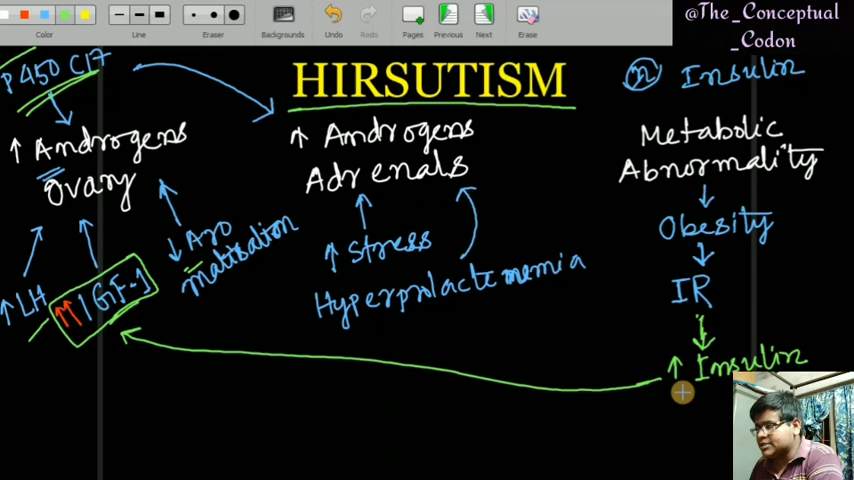 Color
Line
Eraser
Backgrounds
Undo
Redo
Pages
Previous
Next
Erase
@The_Conceptual
_Codon
P450 C17
HIRSUTISM
n Insulin
↑ Androgens
Ovary
↑ Androgens
Adrenals
Metabolic
Abnormality
↓
Obesity
↓
IR
↓
↑ Insulin
↓ Aro
matisation
↑ Stress
Hyperprolactenemia
↑ LH
↑↑ IGF-1